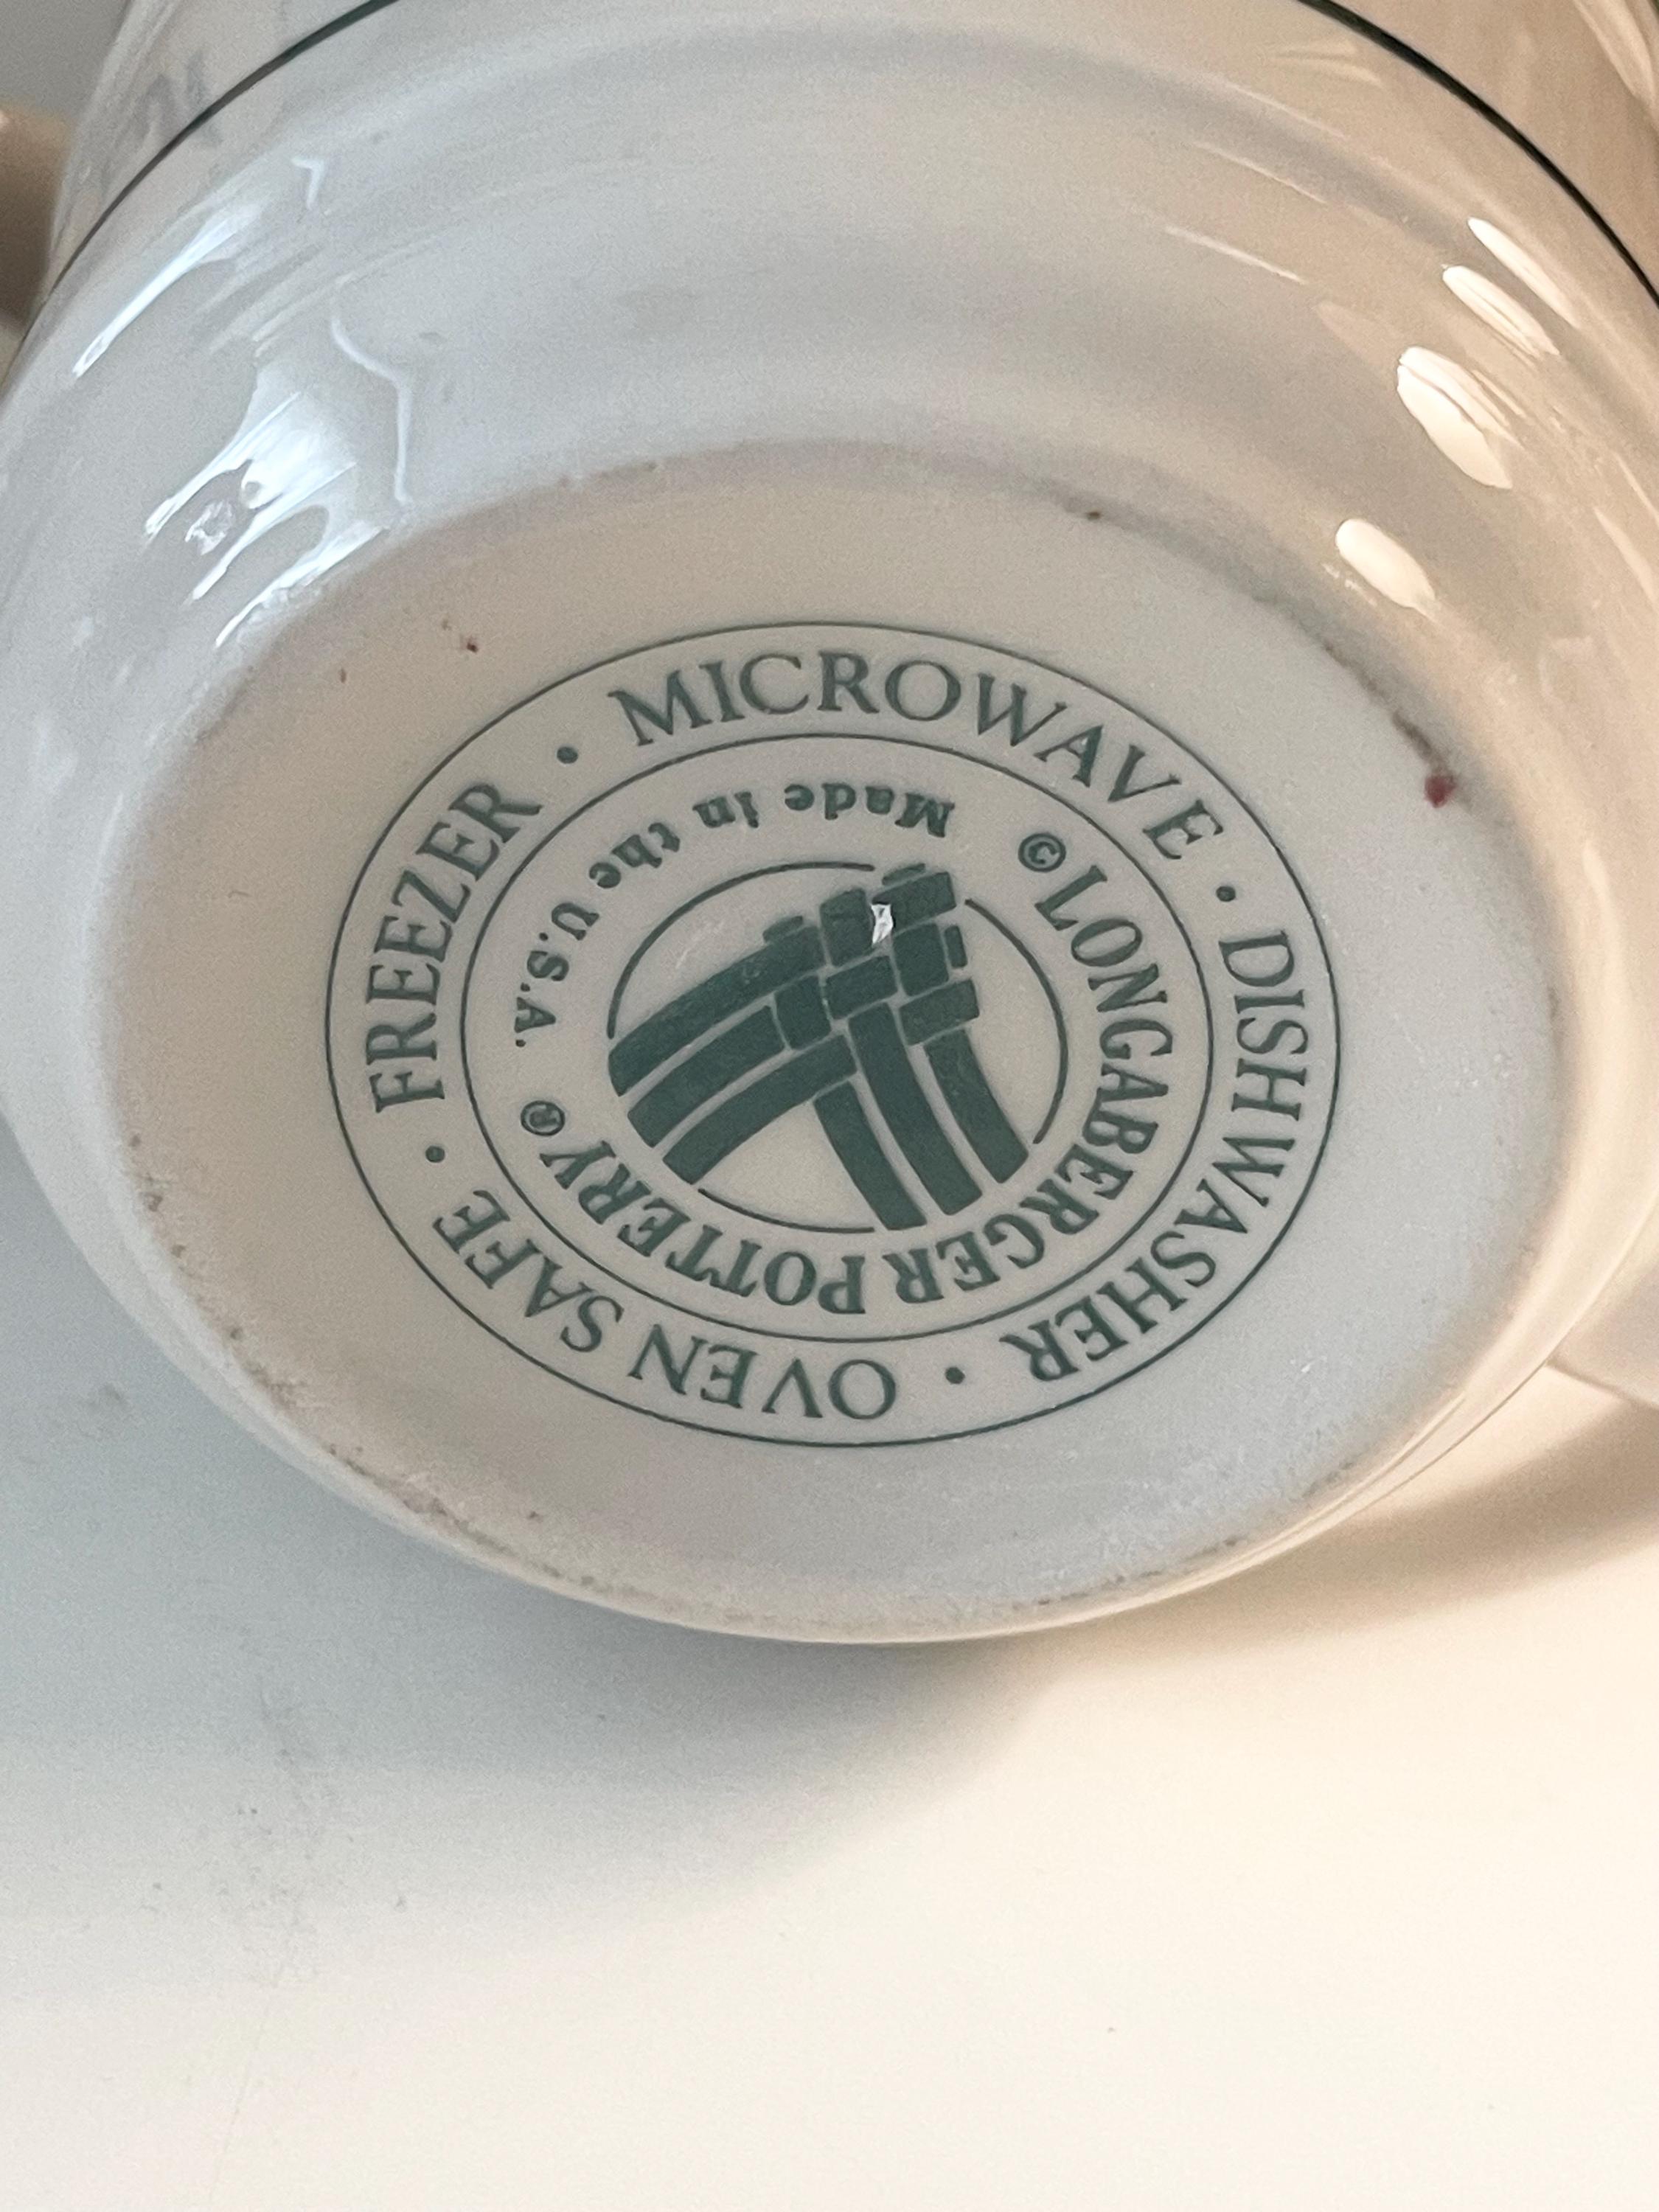 FREEZER • MICROWAVE • DISHWASHER • OVEN SAFE •
© LONGABERGER POTTERY ®
Made in the U.S.A.